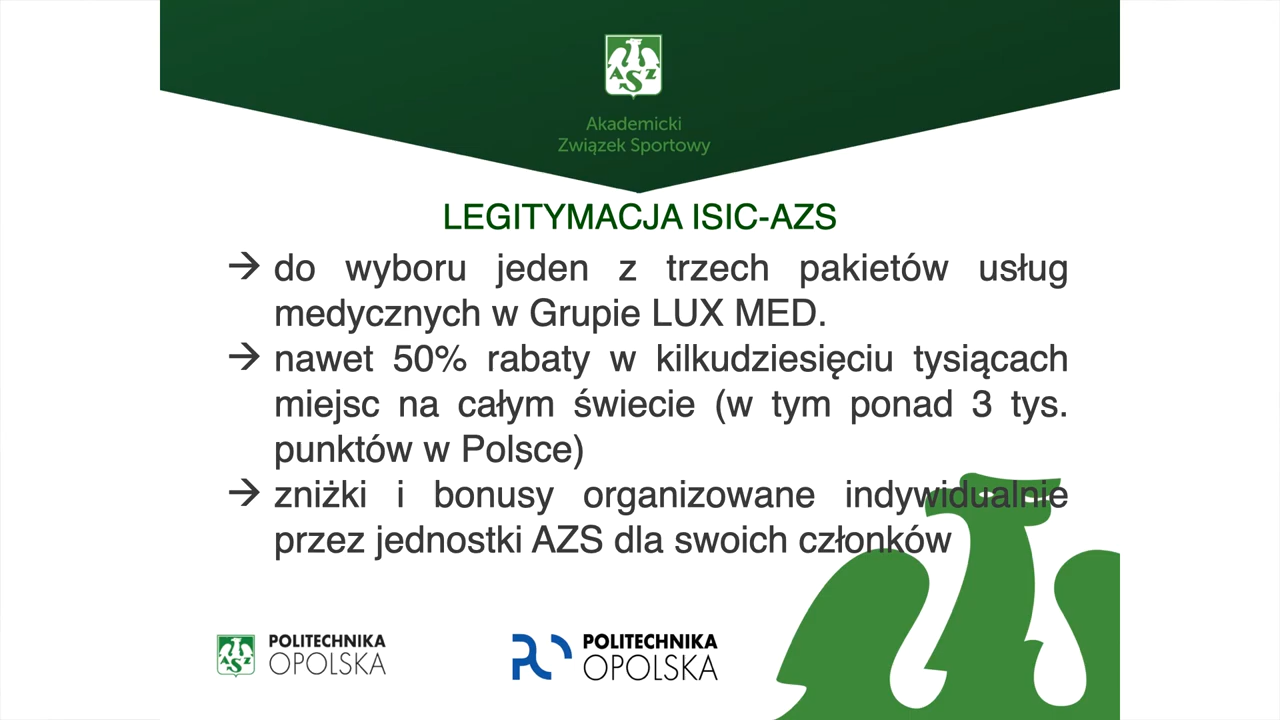 AZS
Akademicki
Związek Sportowy
LEGITYMACJA ISIC-AZS
→ do wyboru jeden z trzech pakietów usług
medycznych w Grupie LUX MED.
→ nawet 50% rabaty w kilkudziesięciu tysiącach
miejsc na całym świecie (w tym ponad 3 tys.
punktów w Polsce)
→ zniżki i bonusy organizowane indywidualnie
przez jednostki AZS dla swoich członków
AZS
POLITECHNIKA
OPOLSKA
POLITECHNIKA
OPOLSKA